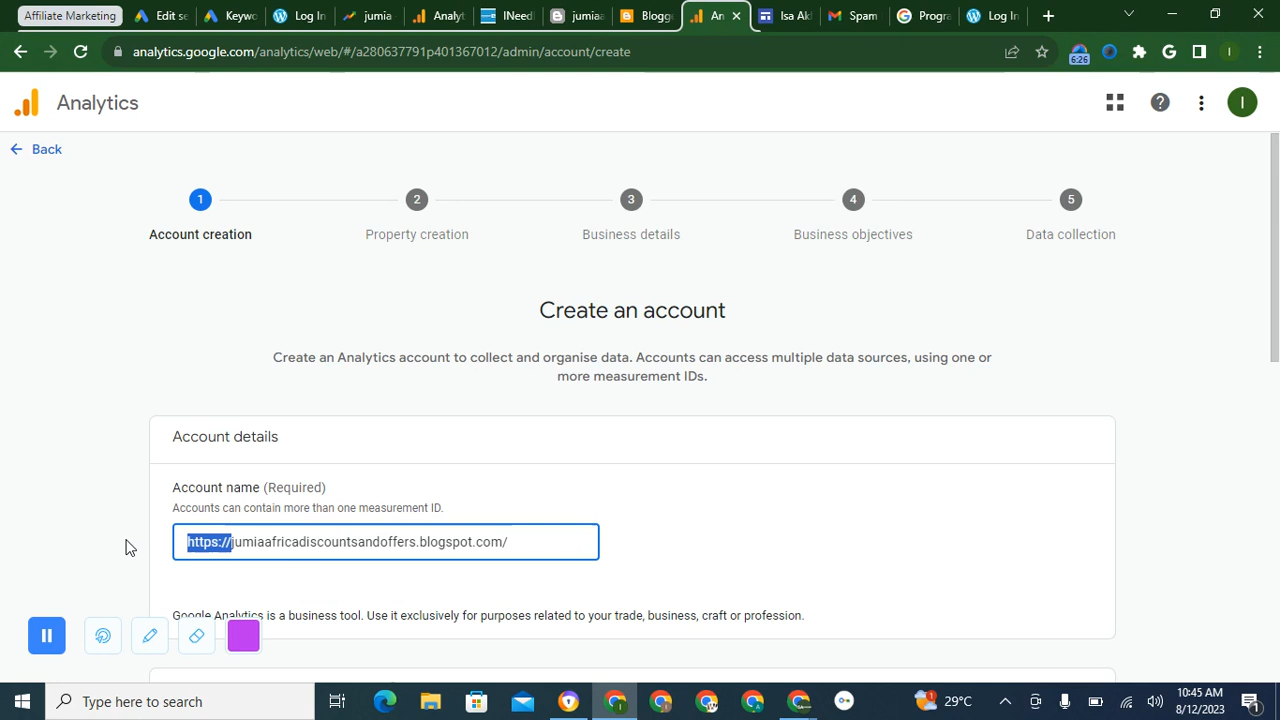 Affiliate Marketing
Edit se
Keywo
Log In
jumia
Analyt
INeedi
jumiaa
Blogg
An
Isa Ak
Spam
Progra
Log In
analytics.google.com/analytics/web/#/a280637791p401367012/admin/account/create
6:26
I
Analytics
I
Back
1
2
3
4
5
Account creation
Property creation
Business details
Business objectives
Data collection
Create an account
Create an Analytics account to collect and organise data. Accounts can access multiple data sources, using one or
more measurement IDs.
Account details
Account name (Required)
Accounts can contain more than one measurement ID.
https://jumiaafricadiscountsandoffers.blogspot.com/
Google Analytics is a business tool. Use it exclusively for purposes related to your trade, business, craft or profession.
Type here to search
29°C
10:45 AM
8/12/2023